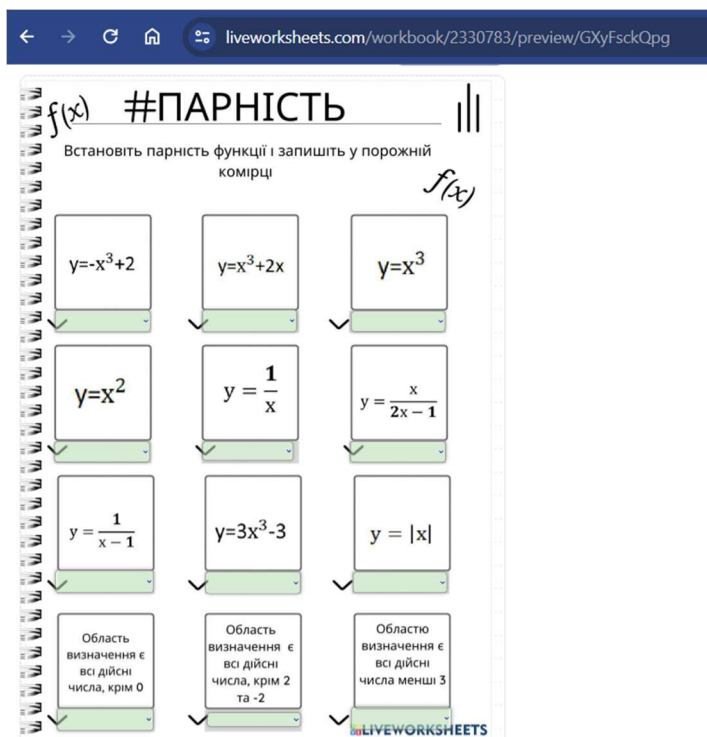 liveworksheets.com/workbook/2330783/preview/GXyFsckQpg
f(x) #ПАРНІСТЬ
Встановіть парність функції і запишіть у порожній
комірці
f(x)
y=-x³+2
y=x³+2x
y=x³
y=x²
y = 1/x
y = x/(2x − 1)
y = 1/(x − 1)
y=3x³-3
y = |x|
Область
визначення є
всі дійсні
числа, крім 0
Область
визначення є
всі дійсні
числа, крім 2
та -2
Областю
визначення є
всі дійсні
числа менші 3
LIVEWORKSHEETS